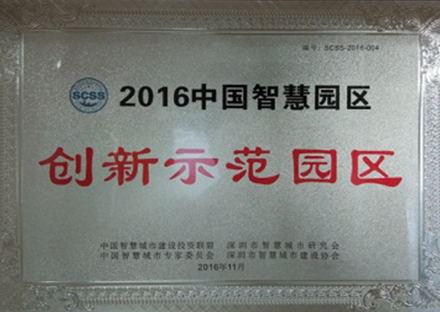 编号：SCSS-2016-004
SCSS
2016中国智慧园区
创新示范园区
中国智慧城市建设投资联盟 深圳市智慧城市研究会
中国智慧城市专家委员会 深圳市智慧城市建设协会
2016年11月